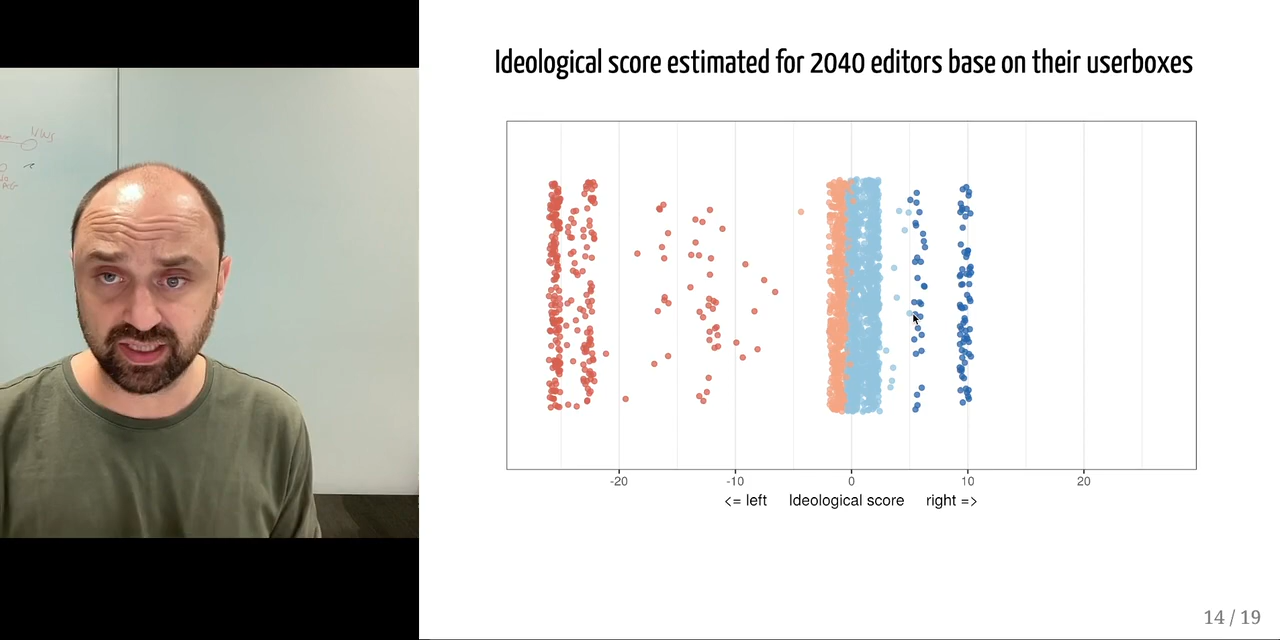 Ideological score estimated for 2040 editors base on their userboxes
-20 -10 0 10 20
<= left Ideological score right =>
14 / 19